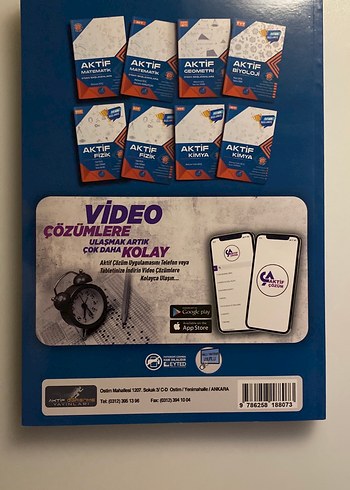 AKTİF
MATEMATİK
AKTİF
MATEMATİK
AKTİF
GEOMETRİ
AKTİF
BİYOLOJİ
AKTİF
FİZİK
AKTİF
FİZİK
AKTİF
KİMYA
AKTİF
KİMYA
VİDEO
ÇÖZÜMLERE
ULAŞMAK ARTIK
ÇOK DAHA KOLAY
Aktif Çözüm Uygulamasını Telefon veya
Tabletinize İndirin Video Çözümlere
Kolayca Ulaşın...
AKTİF
ÇÖZÜM
Google play
App Store
EYTED
AKTİF
YAYINLARI
Ostim Mahallesi 1207. Sokak 3/ C-D Ostim / Yenimahalle / ANKARA
Tel: (0312) 386 13 96 Fax: (0312) 394 10 04
9 786258 188073